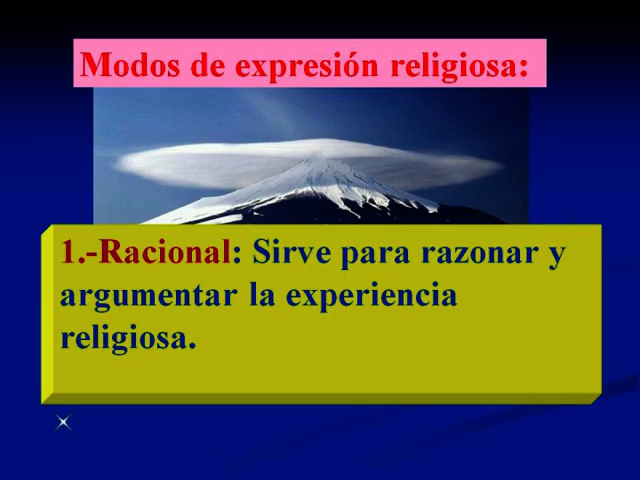 Modos de expresión religiosa:
1.-Racional: Sirve para razonar y
argumentar la experiencia
religiosa.